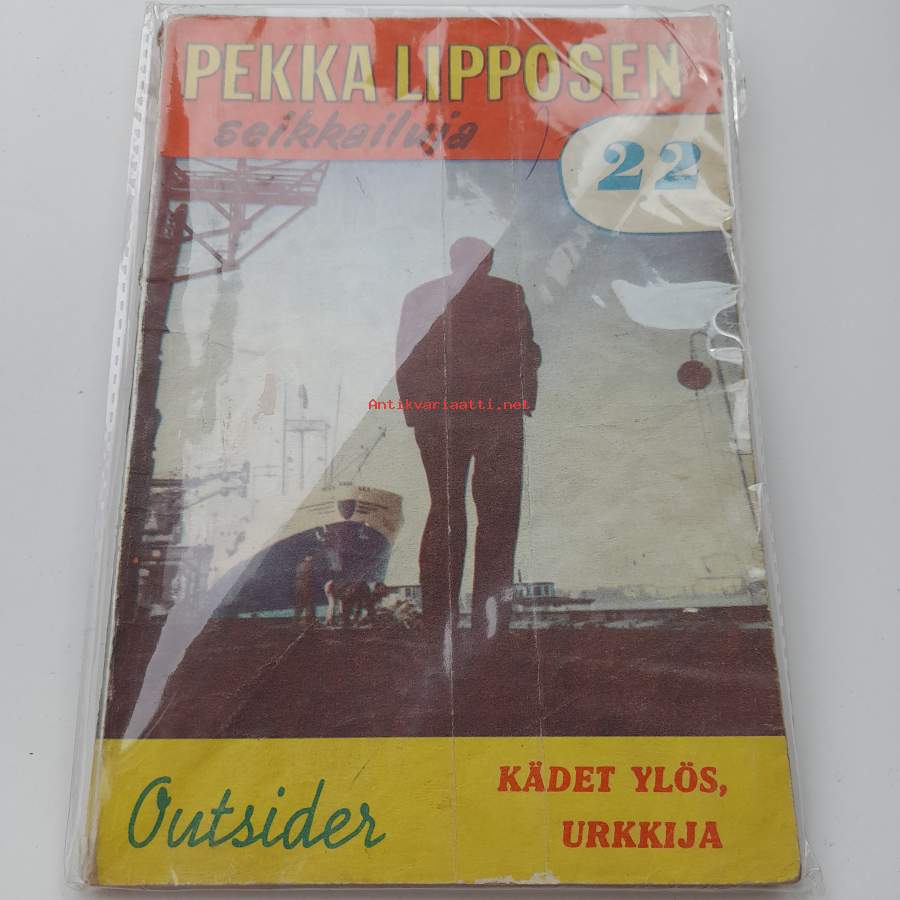 PEKKA LIPPOSEN
seikkailuja
22
Antikvariaatti.net
Outsider
KÄDET YLÖS,
URKKIJA